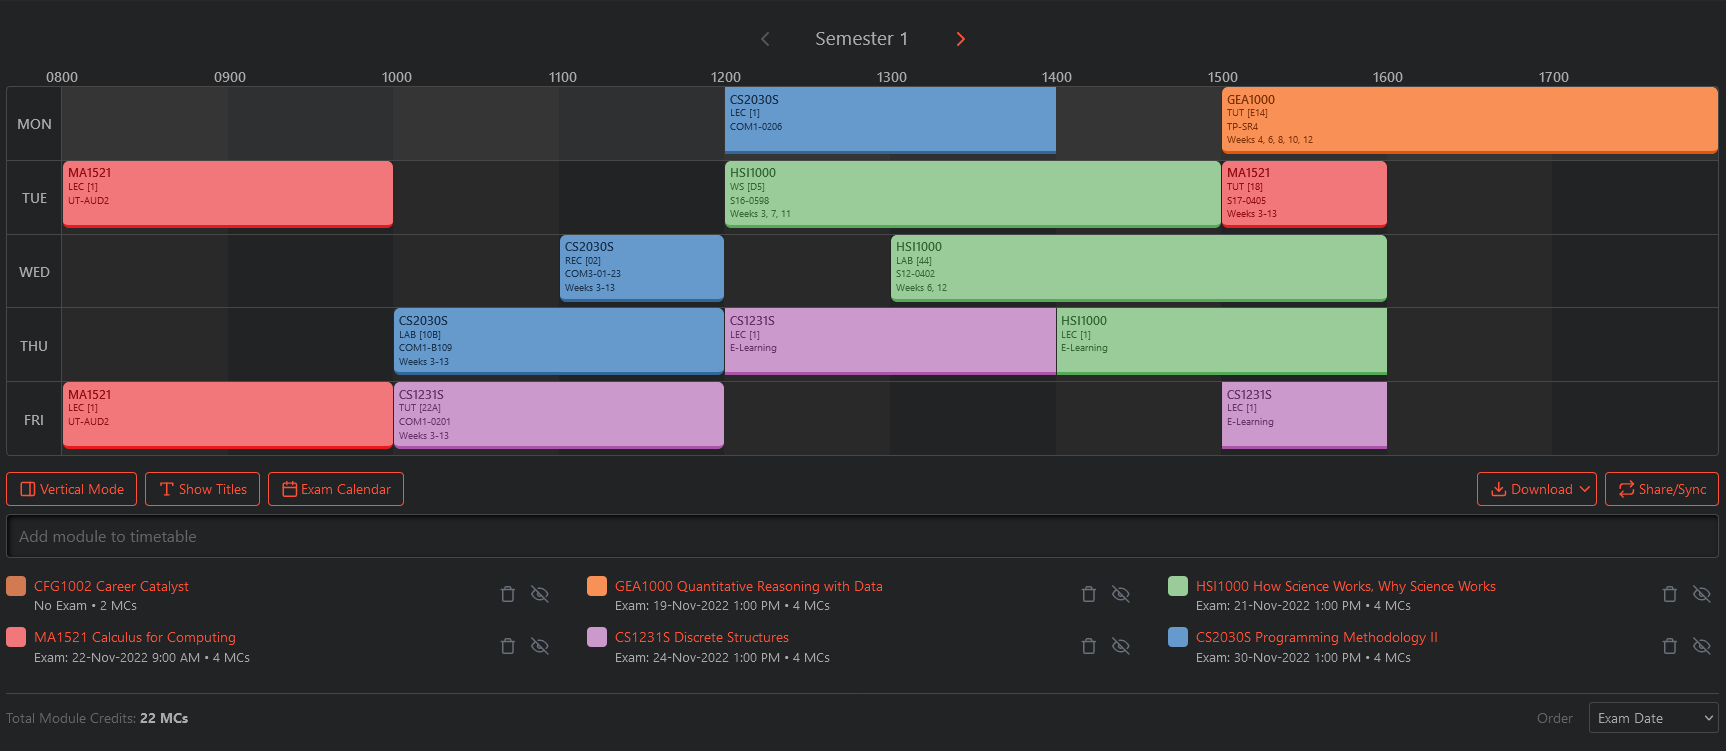 Semester 1
0800 0900 1000 1100 1200 1300 1400 1500 1600 1700
MON
CS2030S
LEC [1]
COM1-0206
GEA1000
TUT [E14]
TP-SR4
Weeks 4, 6, 8, 10, 12
TUE
MA1521
LEC [1]
UT-AUD2
HSI1000
WS [D5]
S16-0598
Weeks 3, 7, 11
MA1521
TUT [18]
S17-0405
Weeks 3-13
WED
CS2030S
REC [02]
COM3-01-23
Weeks 3-13
HSI1000
LAB [44]
S12-0402
Weeks 6, 12
THU
CS2030S
LAB [10B]
COM1-B109
Weeks 3-13
CS1231S
LEC [1]
E-Learning
HSI1000
LEC [1]
E-Learning
FRI
MA1521
LEC [1]
UT-AUD2
CS1231S
TUT [22A]
COM1-0201
Weeks 3-13
CS1231S
LEC [1]
E-Learning
Vertical Mode
Show Titles
Exam Calendar
Download
Share/Sync
Add module to timetable
CFG1002 Career Catalyst
No Exam • 2 MCs
GEA1000 Quantitative Reasoning with Data
Exam: 19-Nov-2022 1:00 PM • 4 MCs
HSI1000 How Science Works, Why Science Works
Exam: 21-Nov-2022 1:00 PM • 4 MCs
MA1521 Calculus for Computing
Exam: 22-Nov-2022 9:00 AM • 4 MCs
CS1231S Discrete Structures
Exam: 24-Nov-2022 1:00 PM • 4 MCs
CS2030S Programming Methodology II
Exam: 30-Nov-2022 1:00 PM • 4 MCs
Total Module Credits: 22 MCs
Order
Exam Date